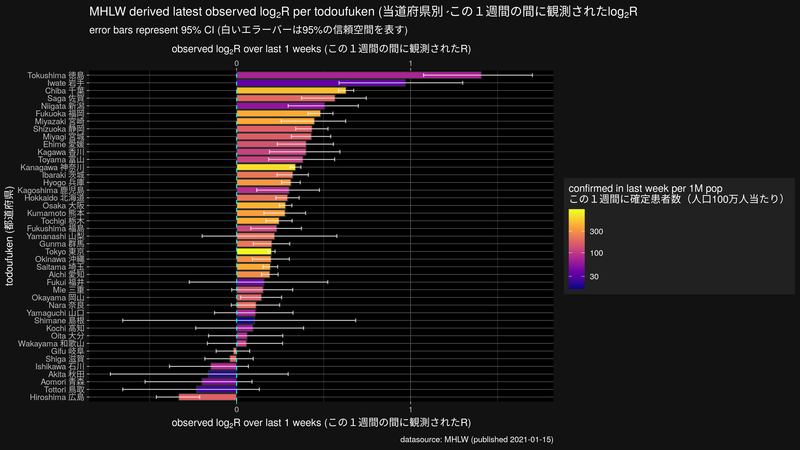 MHLW derived latest observed log2R per todoufuken (当道府県別 -この１週間の間に観測されたlog2R
error bars represent 95% CI (白いエラーバーは95%の信頼空間を表す)
observed log2R over last 1 weeks (この１週間の間に観測されたR)
0 1
todoufuken (都道府県)
Tokushima 徳島
Iwate 岩手
Chiba 千葉
Saga 佐賀
Niigata 新潟
Fukuoka 福岡
Miyazaki 宮崎
Shizuoka 静岡
Miyagi 宮城
Ehime 愛媛
Kagawa 香川
Toyama 富山
Kanagawa 神奈川
Ibaraki 茨城
Hyogo 兵庫
Kagoshima 鹿児島
Hokkaido 北海道
Osaka 大阪
Kumamoto 熊本
Tochigi 栃木
Fukushima 福島
Yamanashi 山梨
Gunma 群馬
Tokyo 東京
Okinawa 沖縄
Saitama 埼玉
Aichi 愛知
Fukui 福井
Mie 三重
Okayama 岡山
Nara 奈良
Yamaguchi 山口
Shimane 島根
Kochi 高知
Oita 大分
Wakayama 和歌山
Gifu 岐阜
Shiga 滋賀
Ishikawa 石川
Akita 秋田
Aomori 青森
Tottori 鳥取
Hiroshima 広島
0 1
observed log2R over last 1 weeks (この１週間の間に観測されたR)
confirmed in last week per 1M pop
この１週間に確定患者数（人口100万人当たり）
300
100
30
datasource: MHLW (published 2021-01-15)